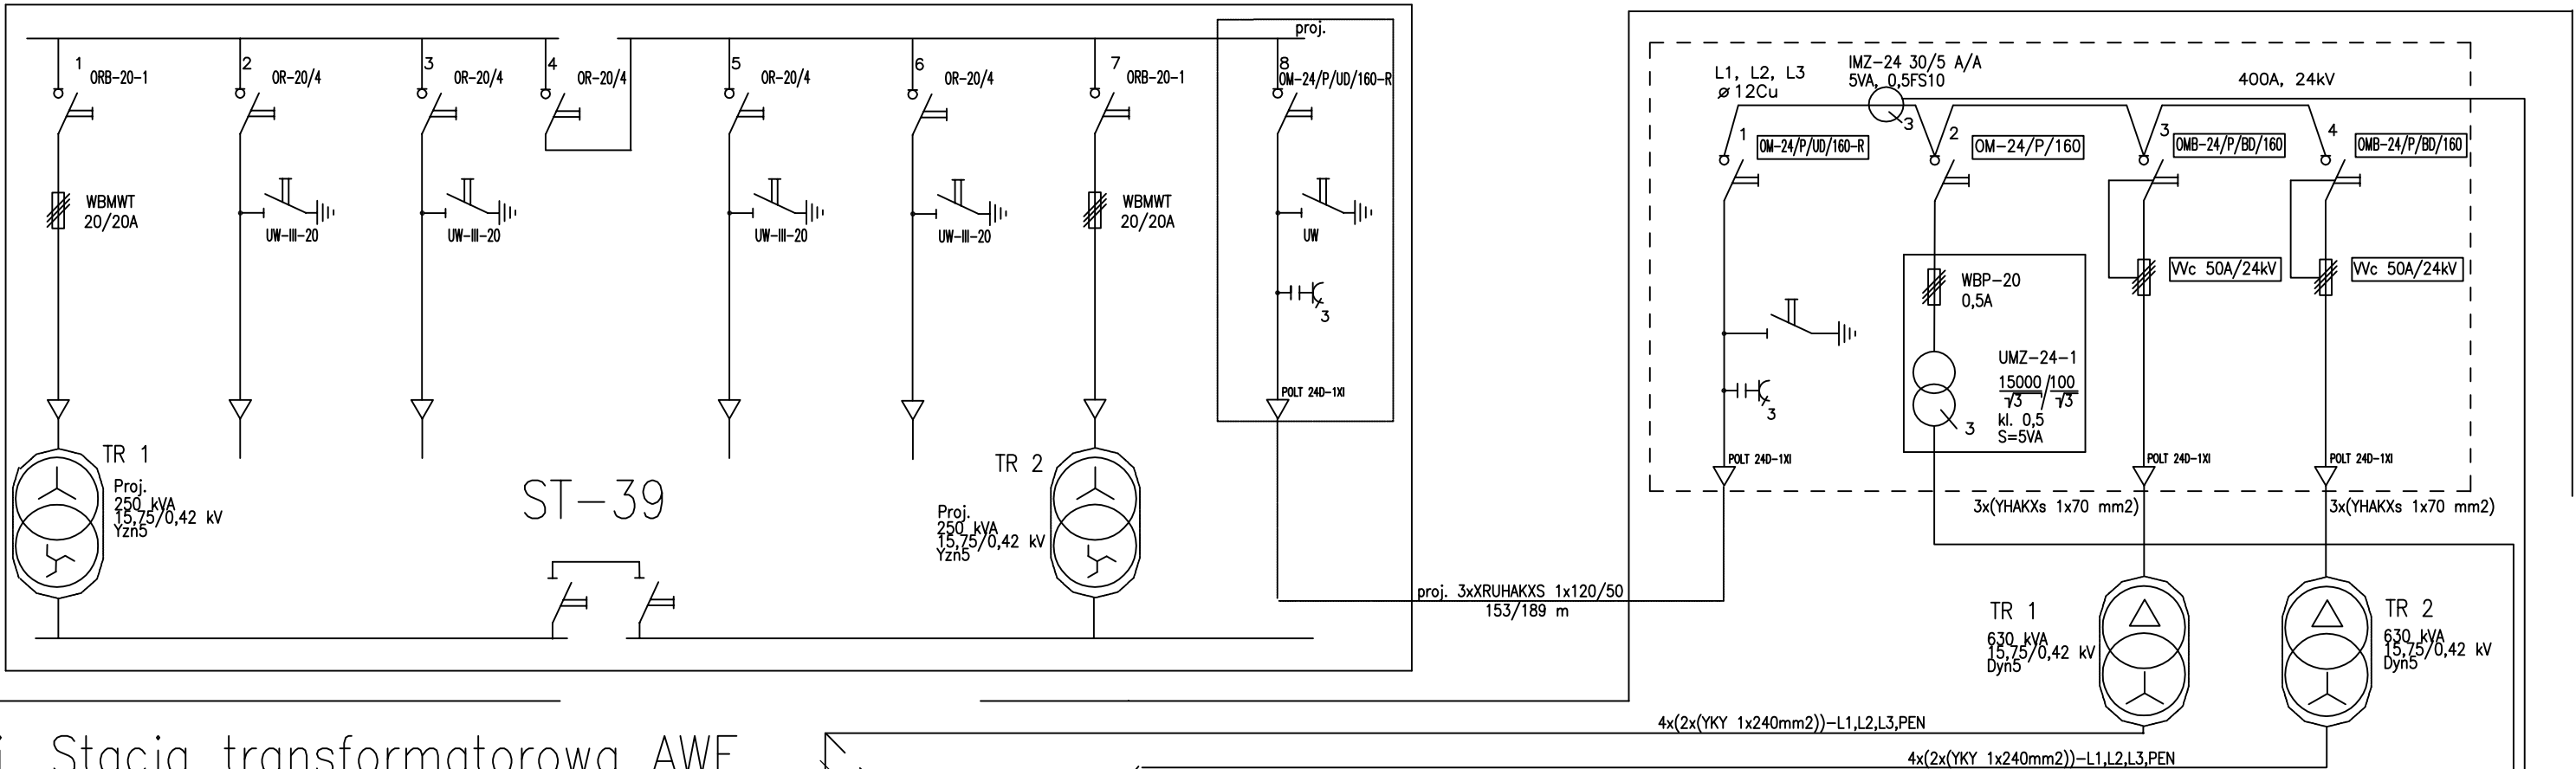 proj.
1
ORB-20-1
2
OR-20/4
3
OR-20/4
4
OR-20/4
5
OR-20/4
6
OR-20/4
7
ORB-20-1
8
OM-24/P/UD/160-R
WBMWT
20/20A
UW-III-20
UW-III-20
UW-III-20
UW-III-20
WBMWT
20/20A
UW
3
POLT 24D-1XI
TR 1
Proj.
250 kVA
15,75/0,42 kV
Yzn5
ST-39
TR 2
Proj.
250 kVA
15,75/0,42 kV
Yzn5
proj. 3xXRUHAKXS 1x120/50
153/189 m
L1, L2, L3
⌀ 12Cu
IMZ-24 30/5 A/A
5VA, 0,5FS10
3
400A, 24kV
1
OM-24/P/UD/160-R
2
OM-24/P/160
3
OMB-24/P/BD/160
4
OMB-24/P/BD/160
WBP-20
0,5A
VVc 50A/24kV
VVc 50A/24kV
UMZ-24-1
15000/100
√3 / √3
kl. 0,5
S=5VA
3
3
POLT 24D-1XI
POLT 24D-1XI
POLT 24D-1XI
3x(YHAKXs 1x70 mm2)
3x(YHAKXs 1x70 mm2)
TR 1
630 kVA
15,75/0,42 kV
Dyn5
TR 2
630 kVA
15,75/0,42 kV
Dyn5
4x(2x(YKY 1x240mm2))-L1,L2,L3,PEN
4x(2x(YKY 1x240mm2))-L1,L2,L3,PEN
Stacja transformatorowa AWF